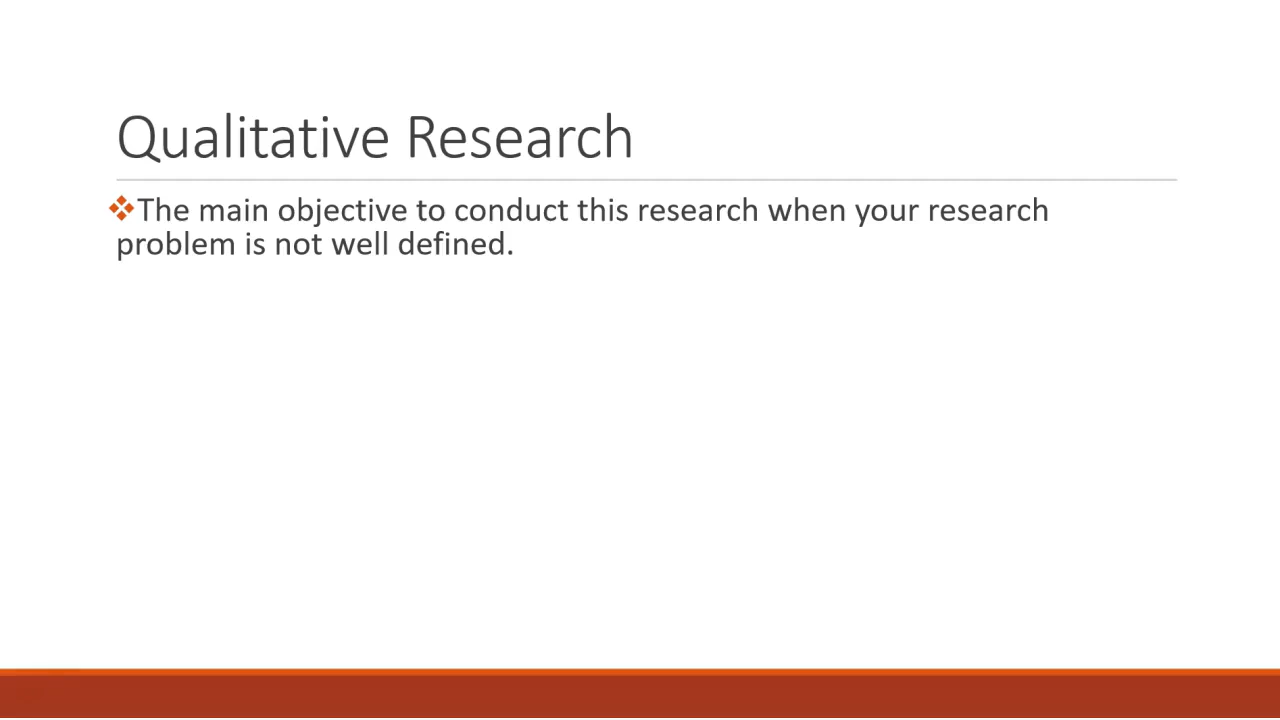 Qualitative Research
❖The main objective to conduct this research when your research
problem is not well defined.